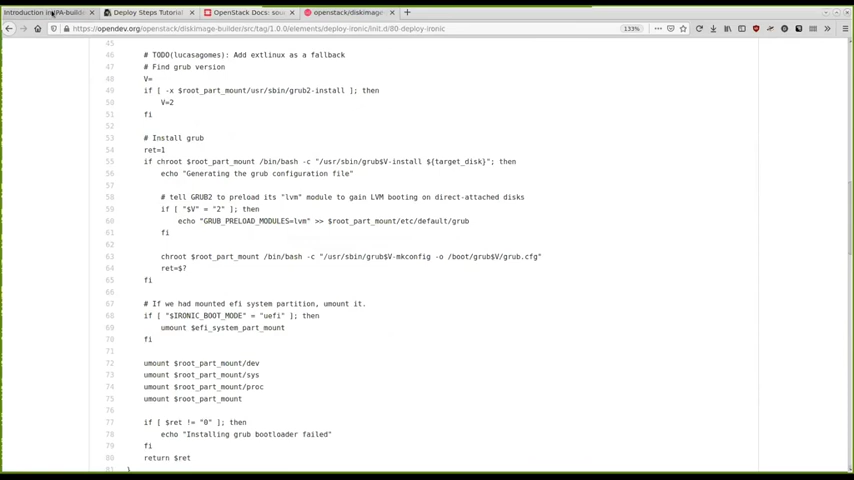 Introduction in IPA-builde
Deploy Steps Tutorial
OpenStack Docs: sou
openstack/diskimage
https://opendev.org/openstack/diskimage-builder/src/tag/1.0.0/elements/deploy-ironic/init.d/80-deploy-ironic
133%
45
46 # TODO(lucasagomes): Add extlinux as a fallback
47 # Find grub version
48 V=
49 if [ -x $root_part_mount/usr/sbin/grub2-install ]; then
50 V=2
51 fi
52
53 # Install grub
54 ret=1
55 if chroot $root_part_mount /bin/bash -c "/usr/sbin/grub$V-install ${target_disk}"; then
56 echo "Generating the grub configuration file"
57
58 # tell GRUB2 to preload its "lvm" module to gain LVM booting on direct-attached disks
59 if [ "$V" = "2" ]; then
60 echo "GRUB_PRELOAD_MODULES=lvm" >> $root_part_mount/etc/default/grub
61 fi
62
63 chroot $root_part_mount /bin/bash -c "/usr/sbin/grub$V-mkconfig -o /boot/grub$V/grub.cfg"
64 ret=$?
65 fi
66
67 # If we had mounted efi system partition, umount it.
68 if [ "$IRONIC_BOOT_MODE" = "uefi" ]; then
69 umount $efi_system_part_mount
70 fi
71
72 umount $root_part_mount/dev
73 umount $root_part_mount/sys
74 umount $root_part_mount/proc
75 umount $root_part_mount
76
77 if [ $ret != "0" ]; then
78 echo "Installing grub bootloader failed"
79 fi
80 return $ret
81 }